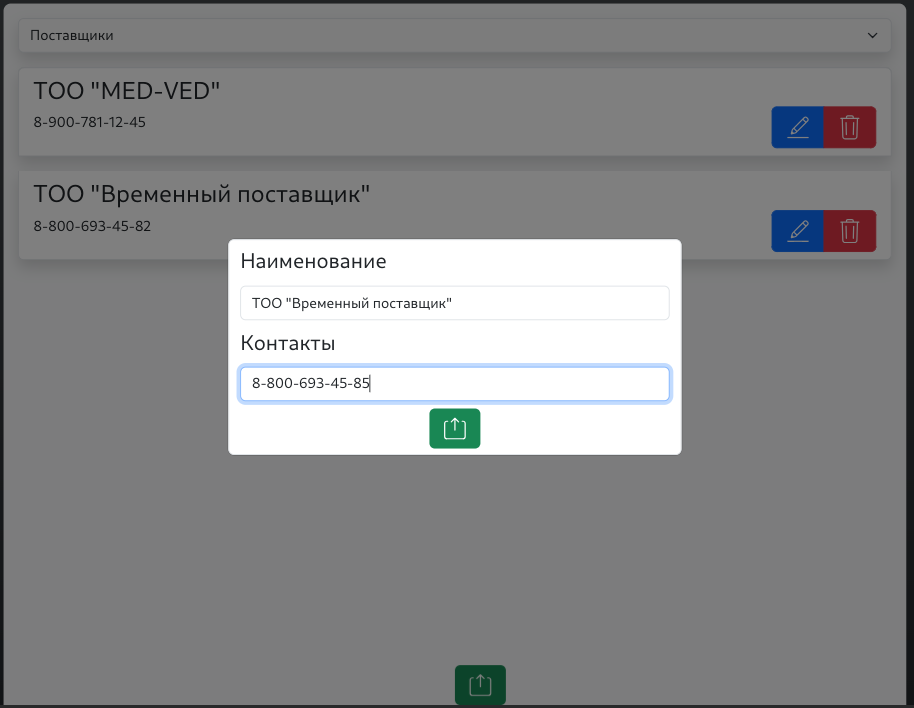 Поставщики
ТОО "MED-VED"
8-900-781-12-45
ТОО "Временный поставщик"
8-800-693-45-82
Наименование
ТОО "Временный поставщик"
Контакты
8-800-693-45-85